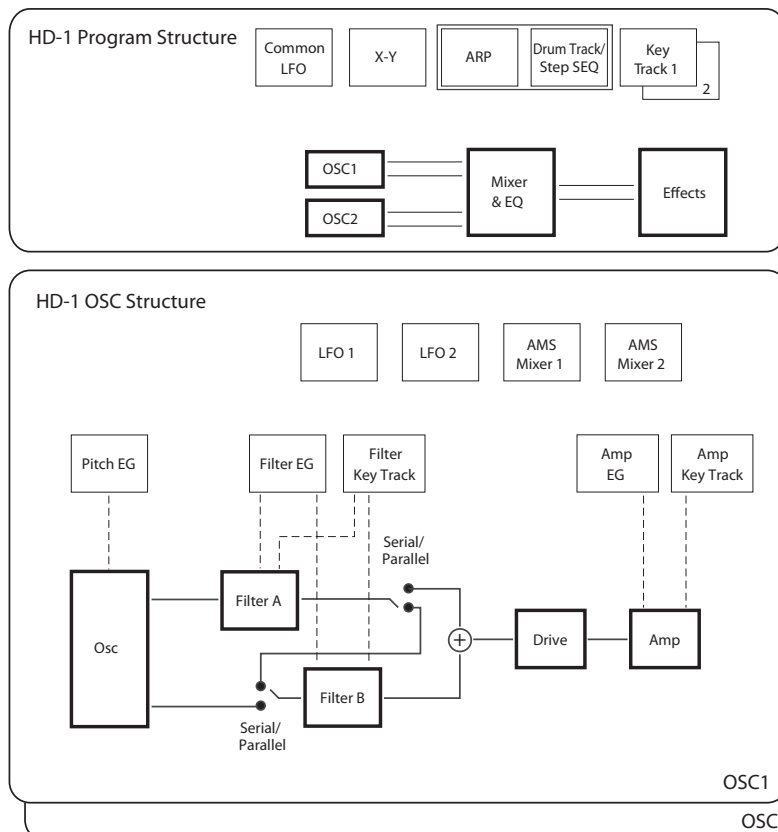 HD-1 Program Structure
Common
LFO
X-Y
ARP
Drum Track/
Step SEQ
Key
Track 1
2
OSC1
OSC2
Mixer
& EQ
Effects
HD-1 OSC Structure
LFO 1
LFO 2
AMS
Mixer 1
AMS
Mixer 2
Pitch EG
Filter EG
Filter
Key Track
Amp
EG
Amp
Key Track
Serial/
Parallel
Osc
Filter A
Drive
Amp
Filter B
Serial/
Parallel
OSC1
OSC